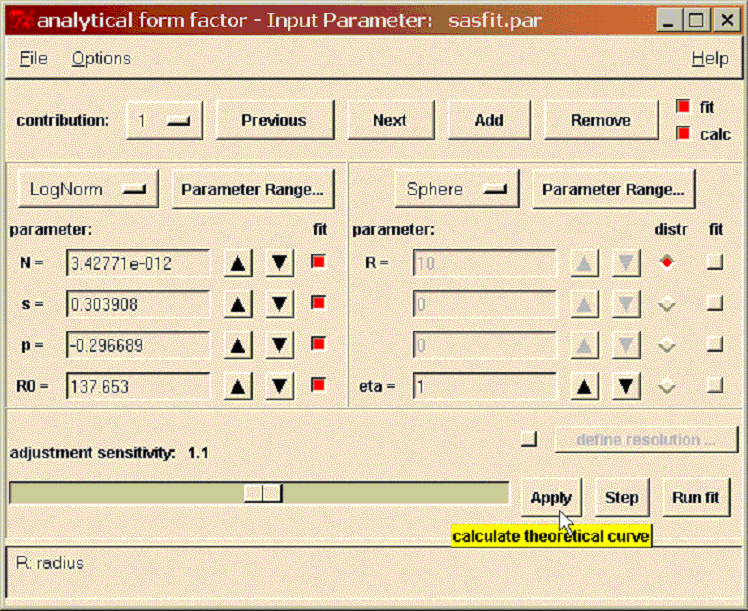 analytical form factor - Input Parameter: sasfit.par
File Options Help
contribution: 1 Previous Next Add Remove fit
calc
LogNorm Parameter Range... Sphere Parameter Range...
parameter: fit parameter: distr fit
N = 3.42771e-012 R = 10
s = 0.303908 0
p = -0.296689 0
R0 = 137.653 eta = 1
define resolution ...
adjustment sensitivity: 1.1
Apply Step Run fit
calculate theoretical curve
R: radius